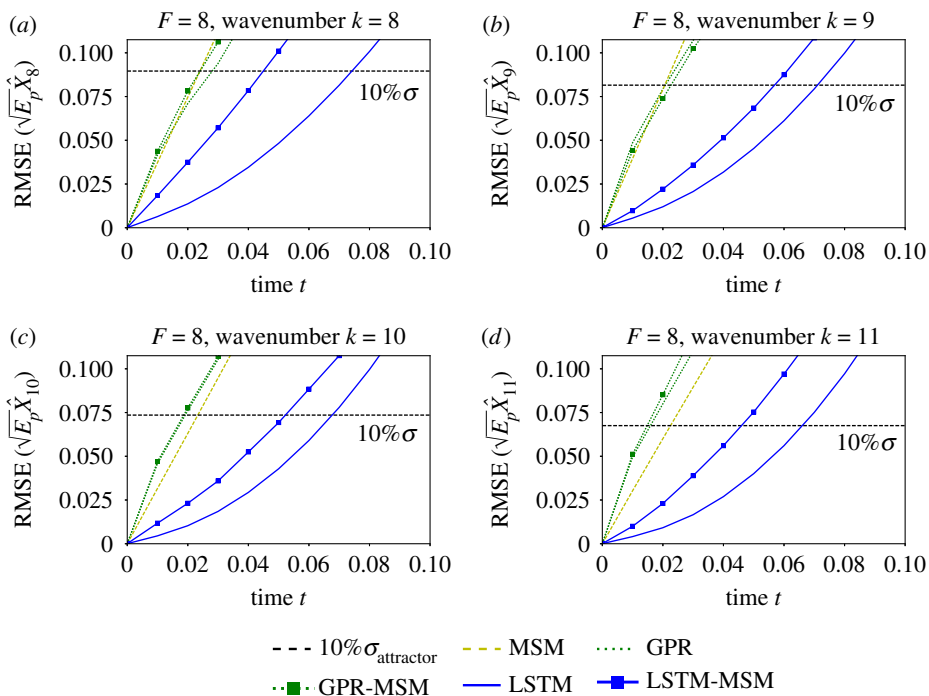 (a) F = 8, wavenumber k = 8
RMSE (√E_p X̂_8)
0.100
0.075
0.050
0.025
0
10%σ
0 0.02 0.04 0.06 0.08 0.10
time t
(b) F = 8, wavenumber k = 9
RMSE (√E_p X̂_9)
0.100
0.075
0.050
0.025
0
10%σ
0 0.02 0.04 0.06 0.08 0.10
time t
(c) F = 8, wavenumber k = 10
RMSE (√E_p X̂_10)
0.100
0.075
0.050
0.025
0
10%σ
0 0.02 0.04 0.06 0.08 0.10
time t
(d) F = 8, wavenumber k = 11
RMSE (√E_p X̂_11)
0.100
0.075
0.050
0.025
0
10%σ
0 0.02 0.04 0.06 0.08 0.10
time t
10%σ_attractor MSM GPR
GPR-MSM LSTM LSTM-MSM